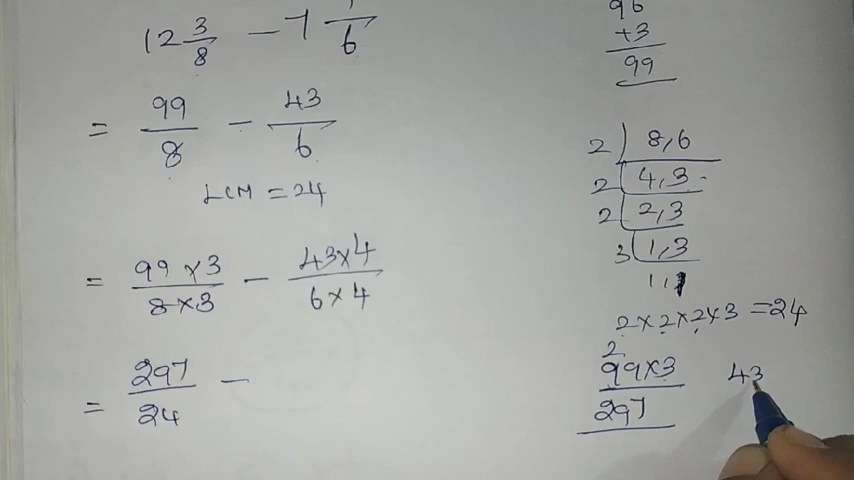 12 3/8 - 7 1/6
= 99/8 - 43/6
LCM = 24
= 99 x 3/8 x 3 - 43 x 4/6 x 4
= 297/24 -
96
+3
99
2 8,6
2 4,3
2 2,3
3 1,3
1,1
2 x 2 x 2 x 3 = 24
2
99 x 3
297
43